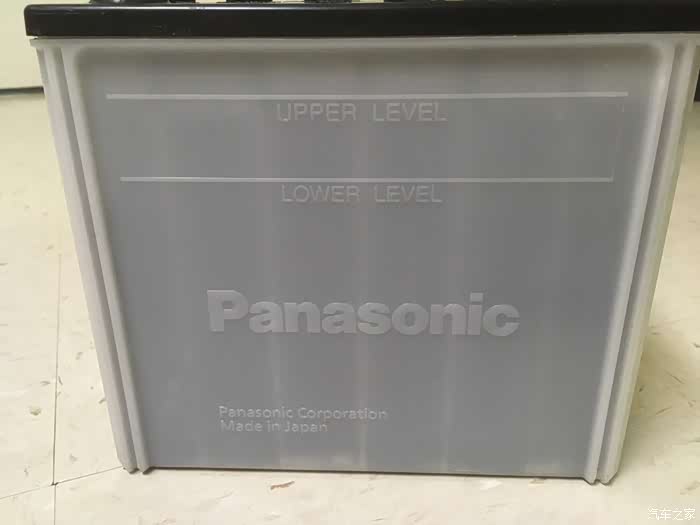 UPPER LEVEL
LOWER LEVEL
Panasonic
Panasonic Corporation
Made in Japan
汽车之家